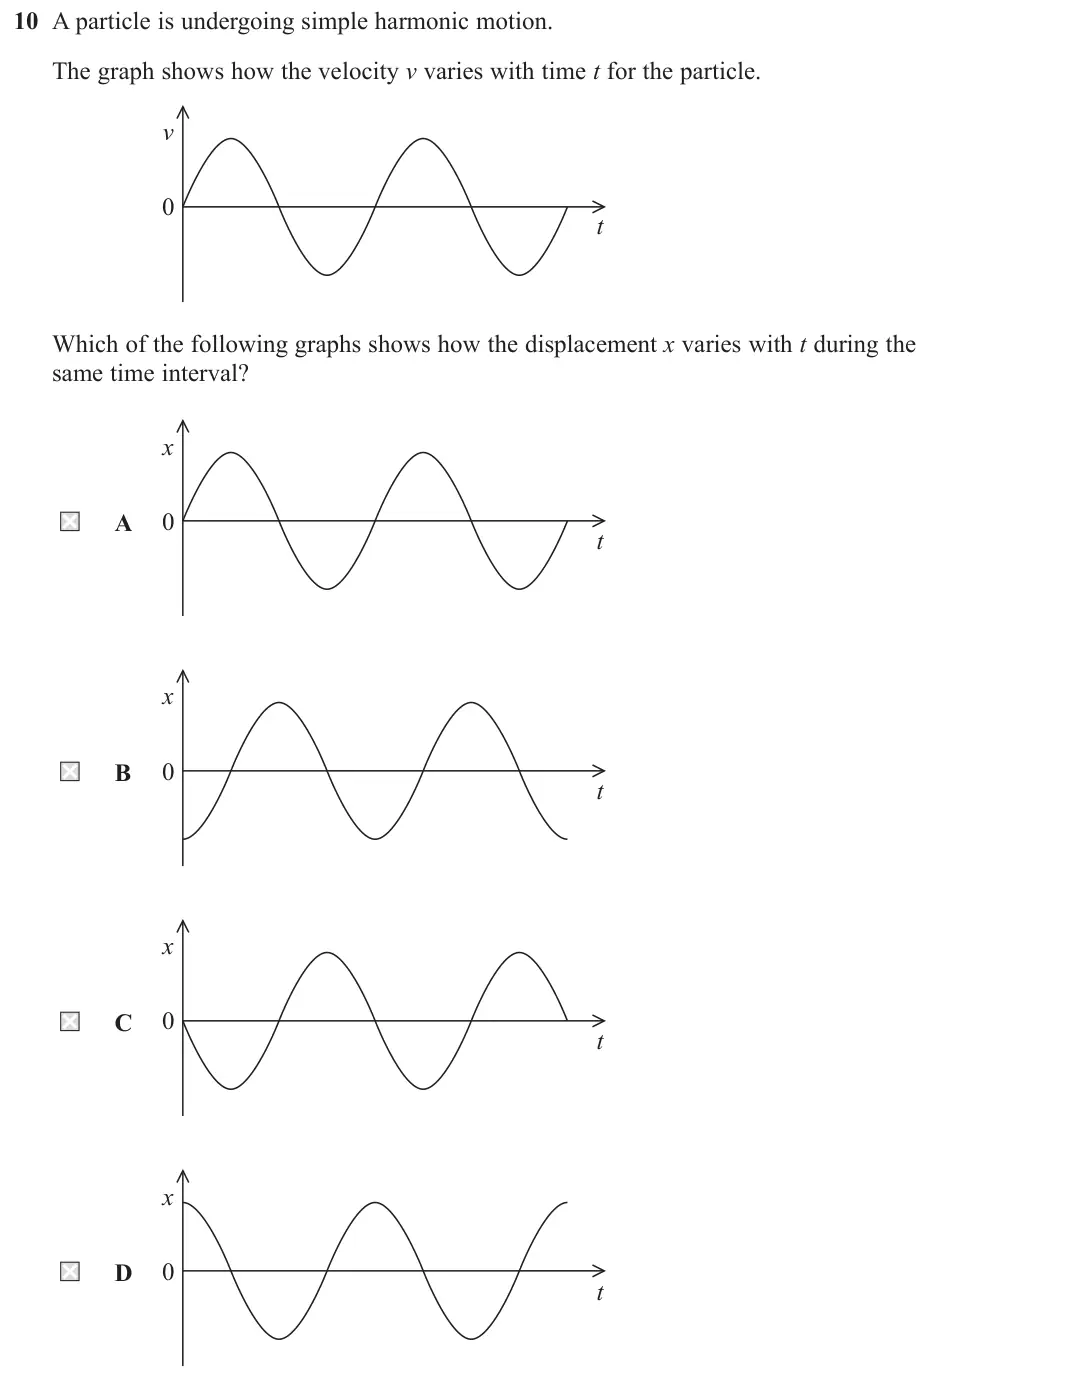 10 A particle is undergoing simple harmonic motion.
The graph shows how the velocity v varies with time t for the particle.
v
0
t
Which of the following graphs shows how the displacement x varies with t during the
same time interval?
x
A 0
t
x
B 0
t
x
C 0
t
x
D 0
t